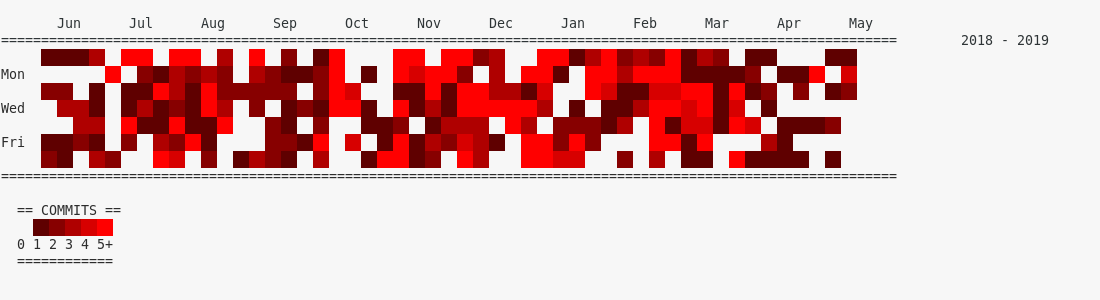 Jun Jul Aug Sep Oct Nov Dec Jan Feb Mar Apr May
================================================================================================================ 2018 - 2019
Mon
Wed
Fri
================================================================================================================
== COMMITS ==
0 1 2 3 4 5+
============